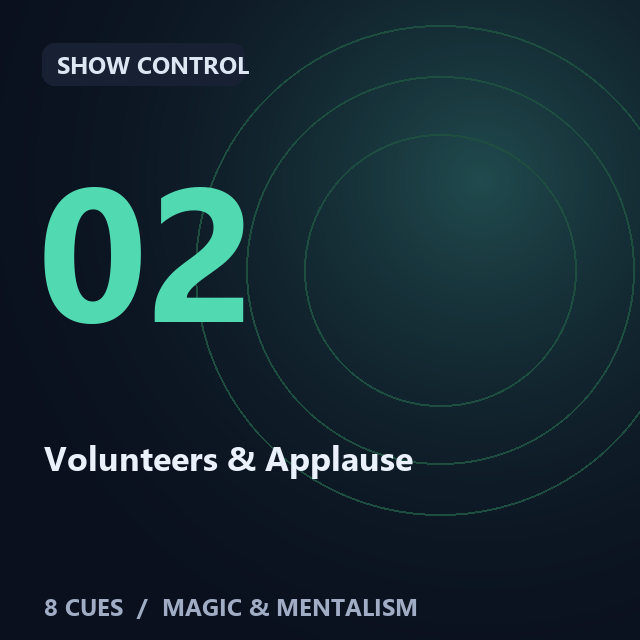 SHOW CONTROL
02
Volunteers & Applause
8 CUES / MAGIC & MENTALISM